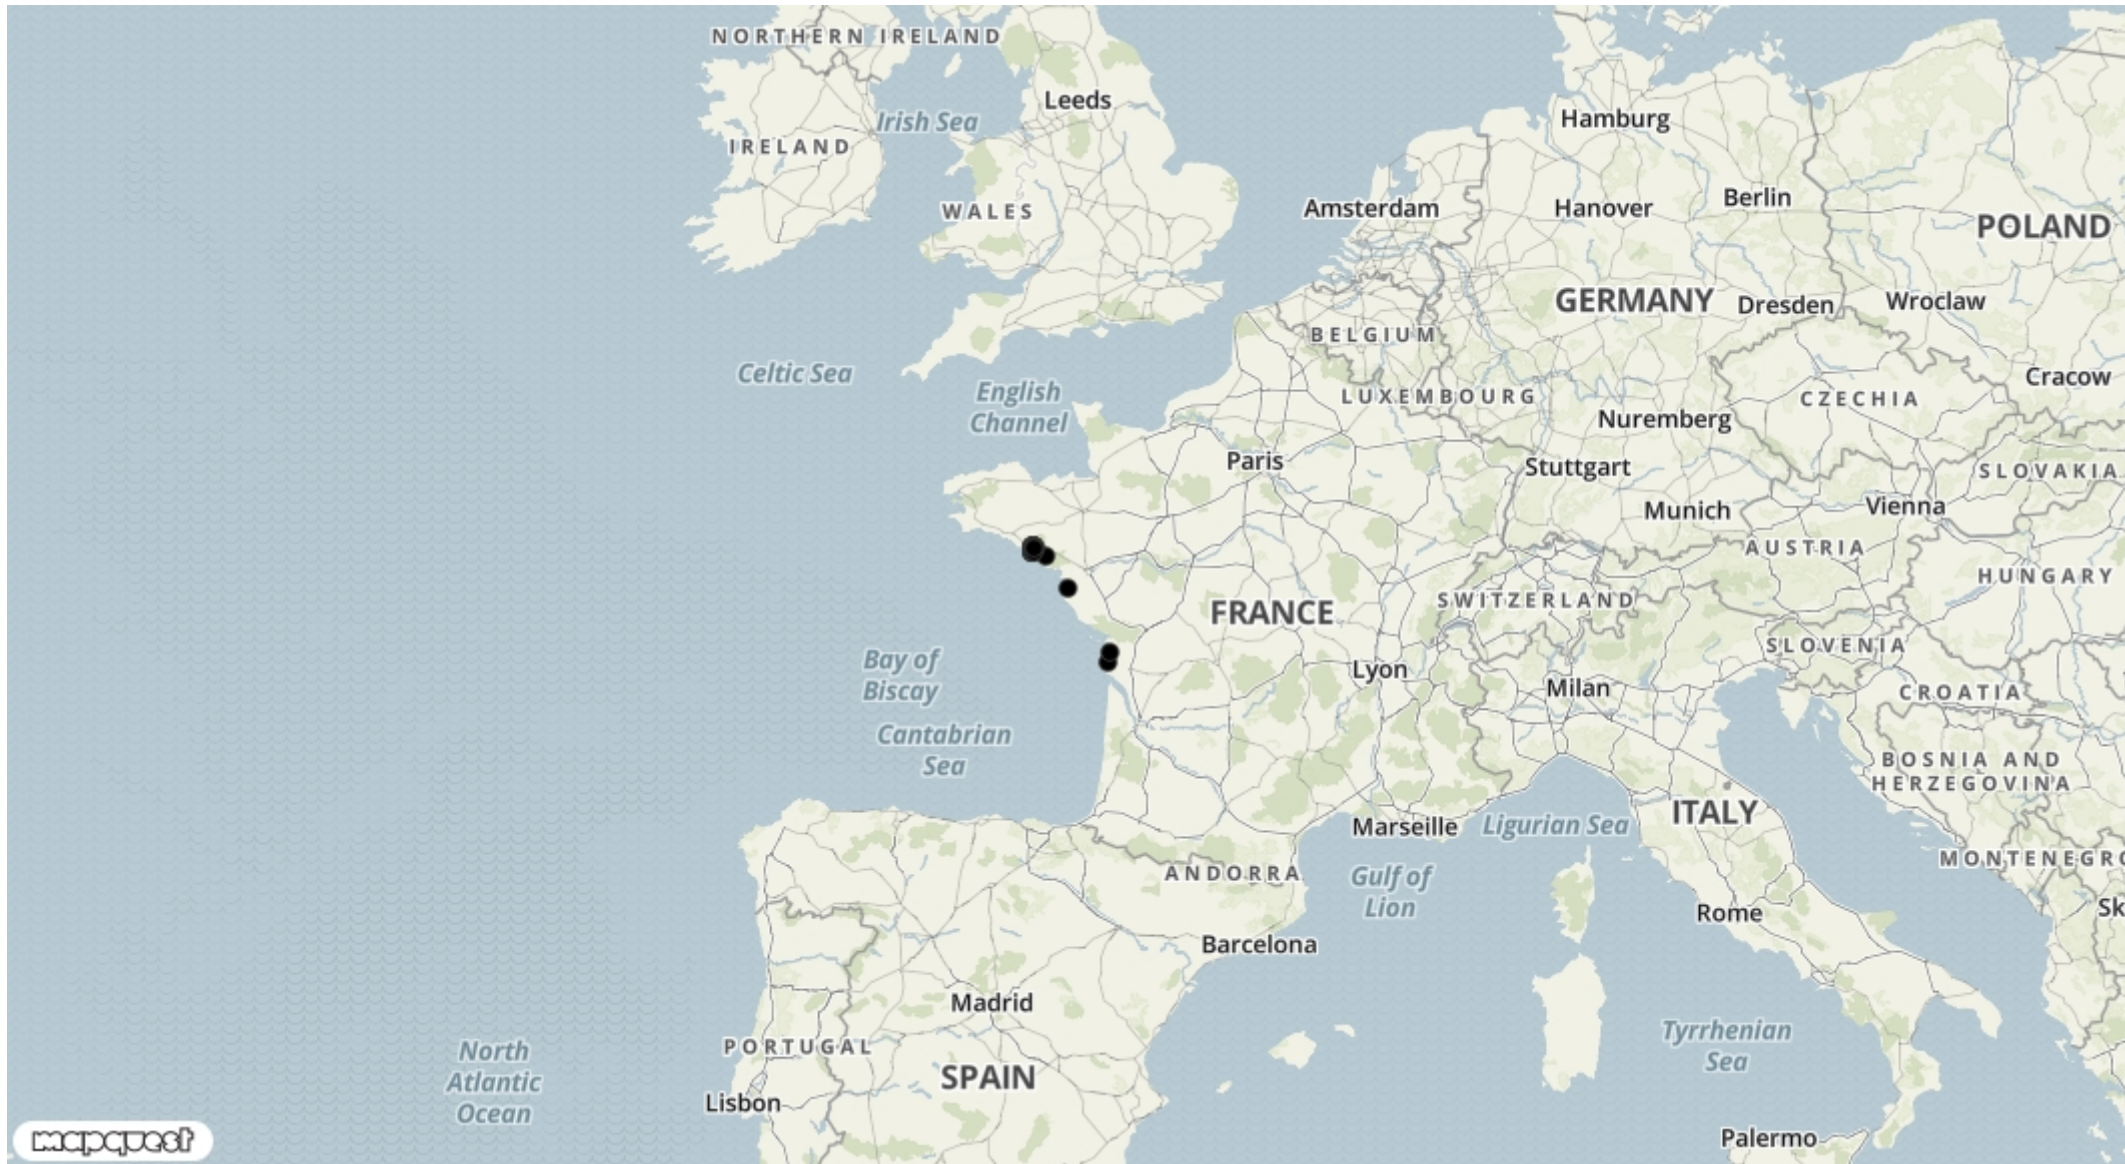 NORTHERN IRELAND
Leeds
Irish Sea
Hamburg
IRELAND
Berlin
WALES
Amsterdam
Hanover
POLAND
GERMANY
Dresden
Wroclaw
BELGIUM
Celtic Sea
English
Channel
Cracow
LUXEMBOURG
CZECHIA
Nuremberg
Paris
Stuttgart
SLOVAKIA
Vienna
Munich
AUSTRIA
HUNGARY
SWITZERLAND
FRANCE
SLOVENIA
Bay of
Biscay
Lyon
Milan
CROATIA
Cantabrian
Sea
BOSNIA AND
HERZEGOVINA
ITALY
Marseille
Ligurian Sea
MONTENEGRO
ANDORRA
Gulf of
Lion
Sk
Rome
Barcelona
Madrid
Tyrrhenian
Sea
PORTUGAL
North
Atlantic
Ocean
SPAIN
Lisbon
mapquest
Palermo